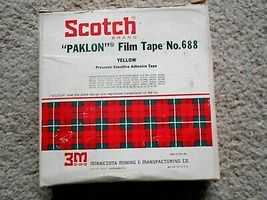 Scotch
BRAND
"PAKLON"® Film Tape No. 688
YELLOW
Pressure Sensitive Adhesive Tape
3M
MINNESOTA MINING & MANUFACTURING CO.